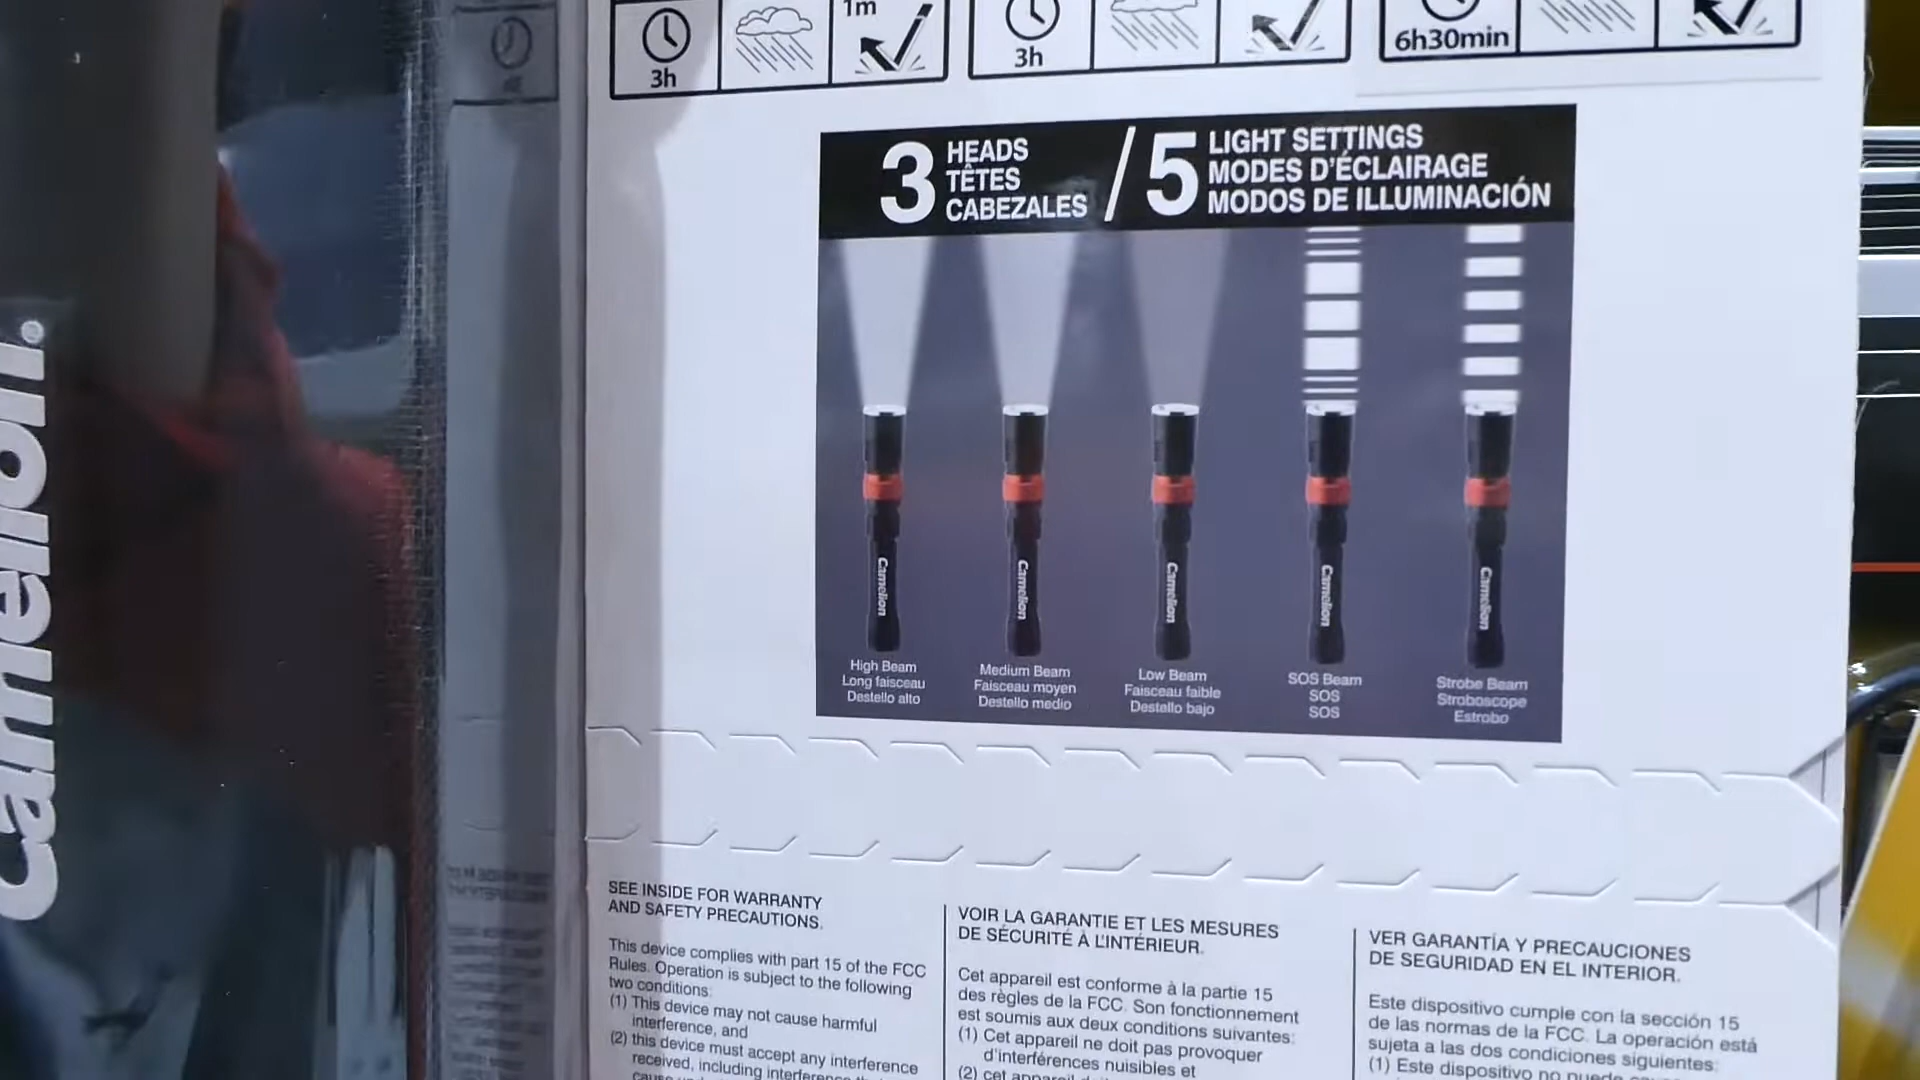 3h
1m
3h
6h30min
3 HEADS
TÊTES
CABEZALES
/ 5 LIGHT SETTINGS
MODES D'ÉCLAIRAGE
MODOS DE ILLUMINACIÓN
Camelion
Camelion
Camelion
Camelion
Camelion
High Beam
Long faisceau
Destello alto
Medium Beam
Faisceau moyen
Destello medio
Low Beam
Faisceau faible
Destello bajo
SOS Beam
SOS
SOS
Strobe Beam
Stroboscope
Estrobo
Camelion®
SEE INSIDE FOR WARRANTY
AND SAFETY PRECAUTIONS.
This device complies with part 15 of the FCC
Rules. Operation is subject to the following
two conditions:
(1) This device may not cause harmful
interference, and
(2) this device must accept any interference
received, including
VOIR LA GARANTIE ET LES MESURES
DE SÉCURITÉ À L'INTÉRIEUR.
Cet appareil est conforme à la partie 15
des règles de la FCC. Son fonctionnement
est soumis aux deux conditions suivantes:
(1) Cet appareil ne doit pas provoquer
d'interférences nuisibles et
(2) cet
VER GARANTÍA Y PRECAUCIONES
DE SEGURIDAD EN EL INTERIOR.
Este dispositivo cumple con la sección 15
de las normas de la FCC. La operación está
sujeta a las dos condiciones siguientes:
(1) Este dispositivo no